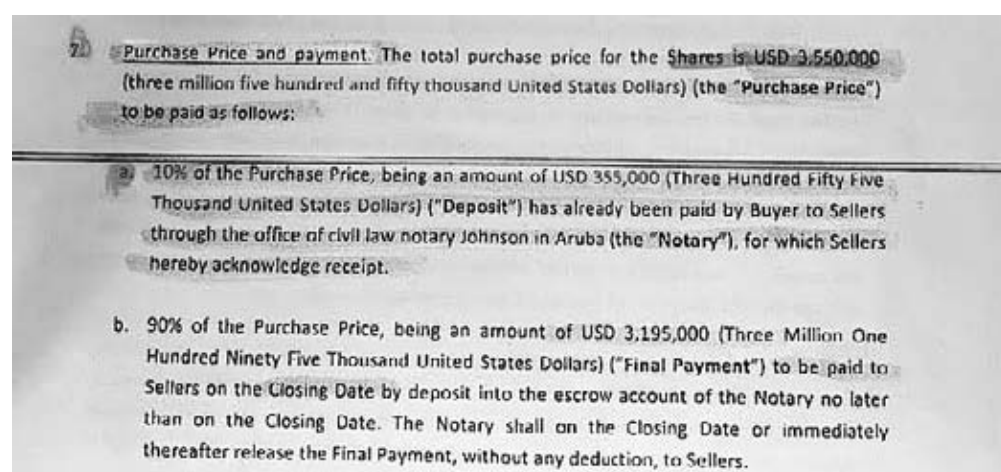 7. Purchase Price and payment. The total purchase price for the Shares is USD 3,550,000
(three million five hundred and fifty thousand United States Dollars) (the "Purchase Price")
to be paid as follows:
a. 10% of the Purchase Price, being an amount of USD 355,000 (Three Hundred Fifty Five
Thousand United States Dollars) ("Deposit") has already been paid by Buyer to Sellers
through the office of civil law notary Johnson in Aruba (the "Notary"), for which Sellers
hereby acknowledge receipt.
b. 90% of the Purchase Price, being an amount of USD 3,195,000 (Three Million One
Hundred Ninety Five Thousand United States Dollars) ("Final Payment") to be paid to
Sellers on the Closing Date by deposit into the escrow account of the Notary no later
than on the Closing Date. The Notary shall on the Closing Date or immediately
thereafter release the Final Payment, without any deduction, to Sellers.